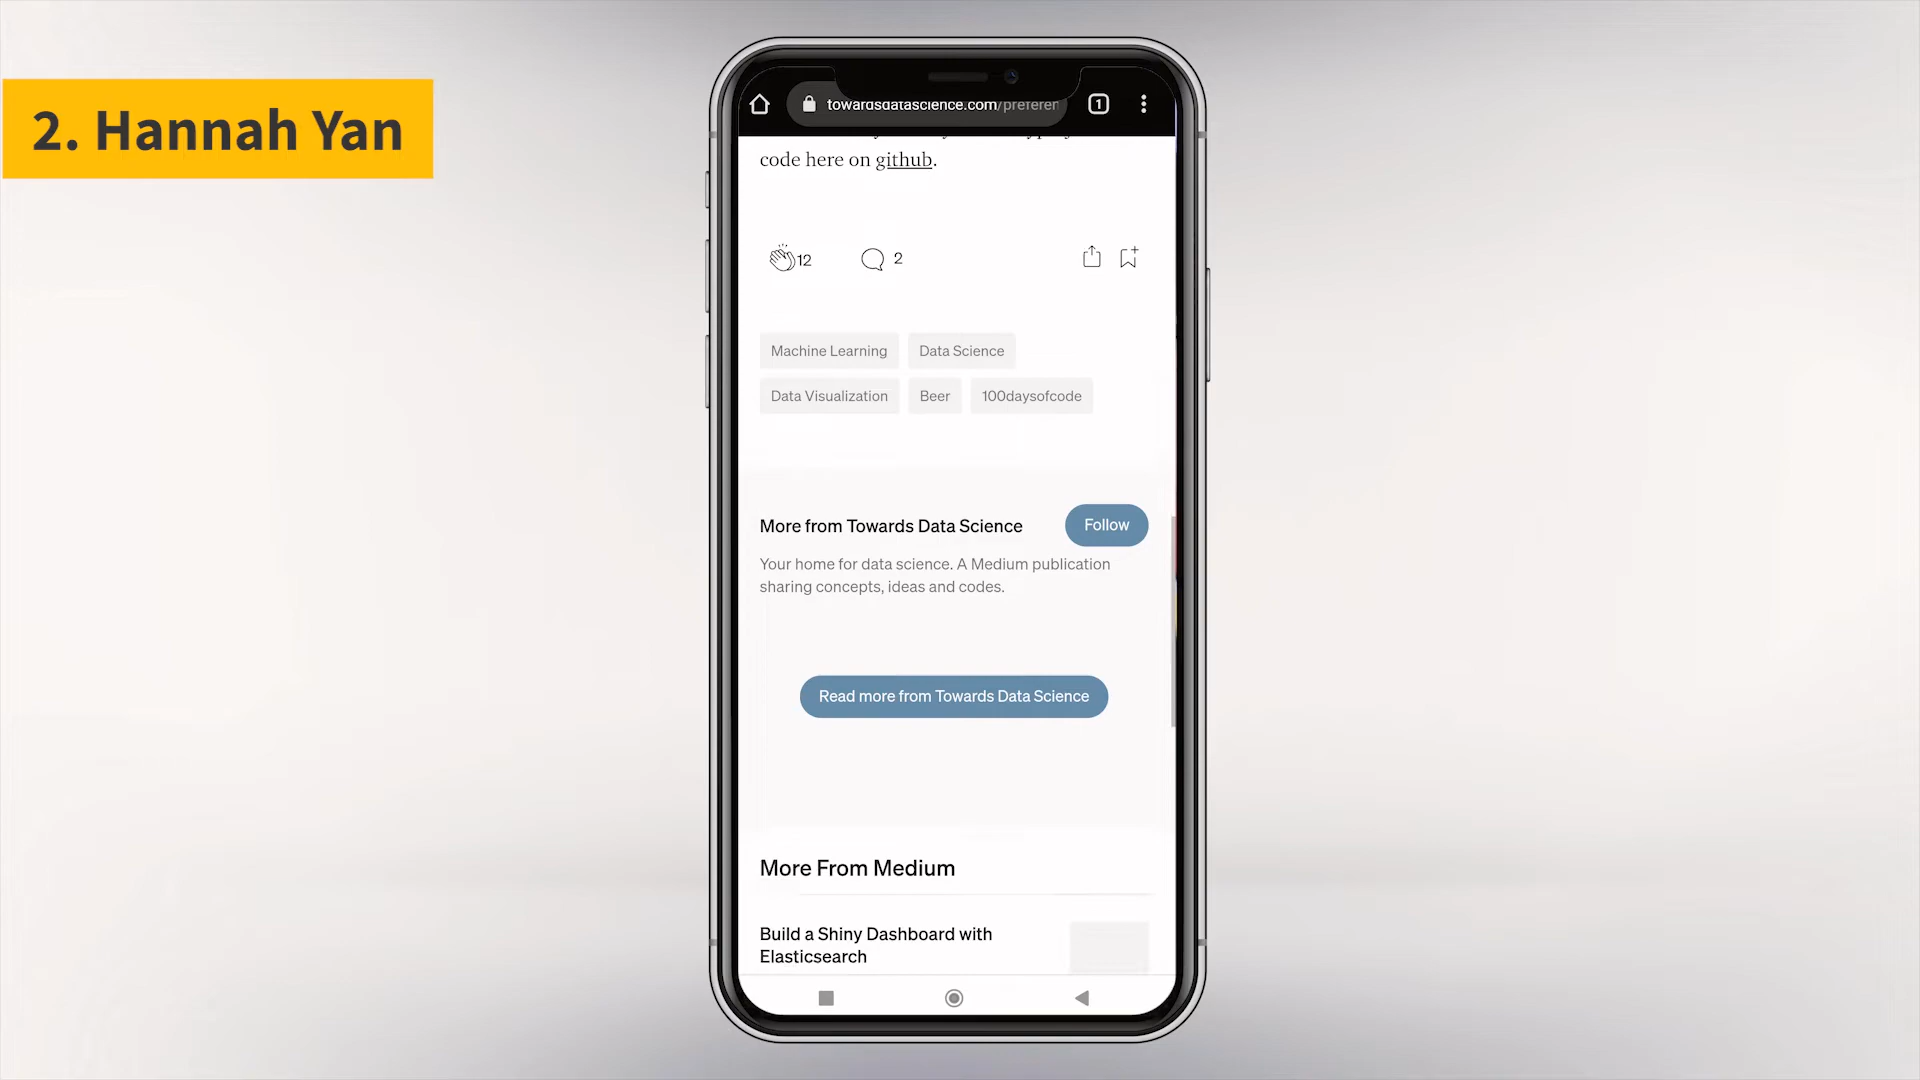 2. Hannah Yan
towardsdatascience.com/preferen
1
code here on github.
12
2
Machine Learning
Data Science
Data Visualization
Beer
100daysofcode
More from Towards Data Science
Follow
Your home for data science. A Medium publication
sharing concepts, ideas and codes.
Read more from Towards Data Science
More From Medium
Build a Shiny Dashboard with
Elasticsearch